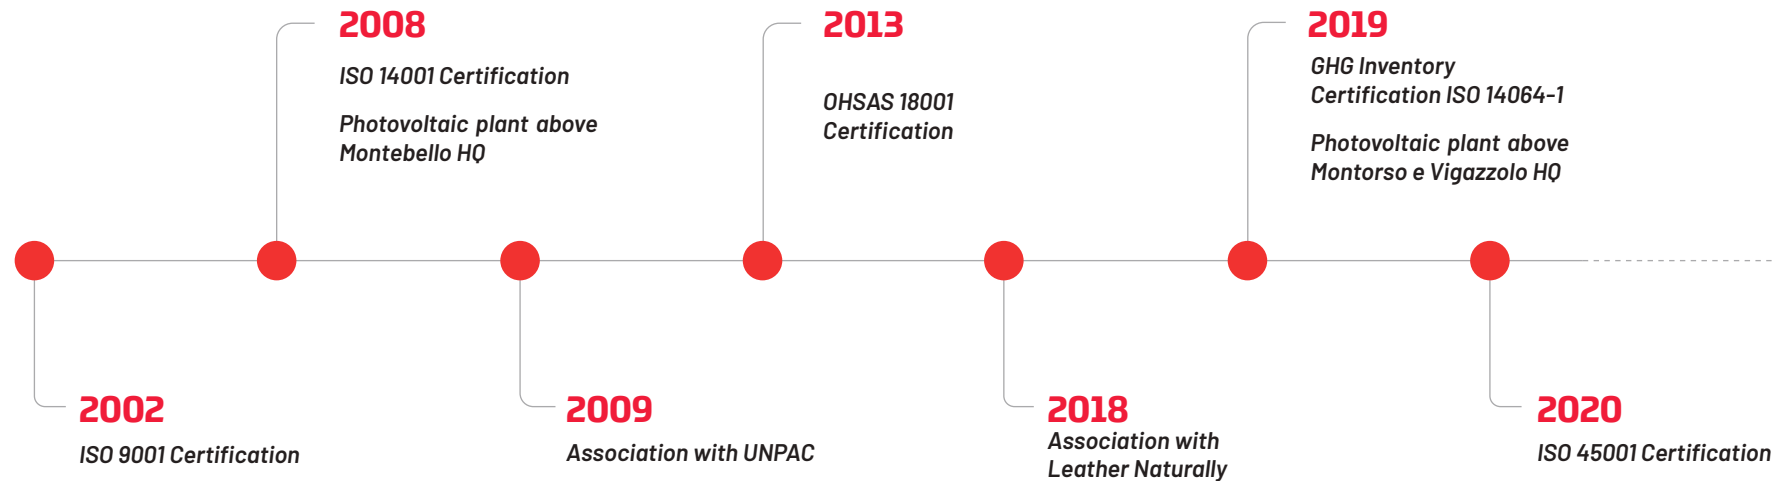 2008
ISO 14001 Certification
Photovoltaic plant above
Montebello HQ
2013
OHSAS 18001
Certification
2019
GHG Inventory
Certification ISO 14064-1
Photovoltaic plant above
Montorso e Vigazzolo HQ
2002
ISO 9001 Certification
2009
Association with UNPAC
2018
Association with
Leather Naturally
2020
ISO 45001 Certification